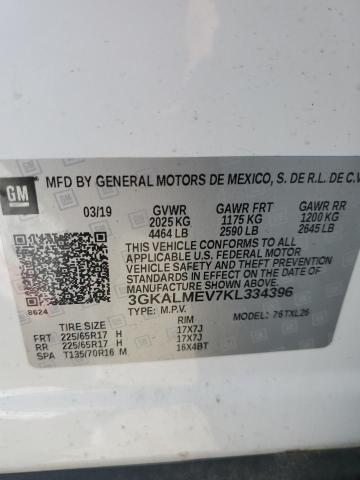 GM
MFD BY GENERAL MOTORS DE MEXICO, S. DE R.L. DE C.V
03/19 GVWR GAWR FRT GAWR RR
2025 KG 1175 KG 1200 KG
4464 LB 2590 LB 2645 LB
THIS VEHICLE CONFORMS TO ALL
APPLICABLE U.S. FEDERAL MOTOR
VEHICLE SAFETY, BUMPER, AND THEFT
PREVENTION STANDARDS IN EFFECT ON
THE DATE OF MANUFACTURE SHOWN ABOVE.
3GKALMEV7KL334396
8624 TYPE: M.P.V. MODEL: 76TXL26
TIRE SIZE RIM
FRT 225/65R17 H 17X7J
RR 225/65R17 H 17X7J
SPA T135/70R16 M 16X4BT